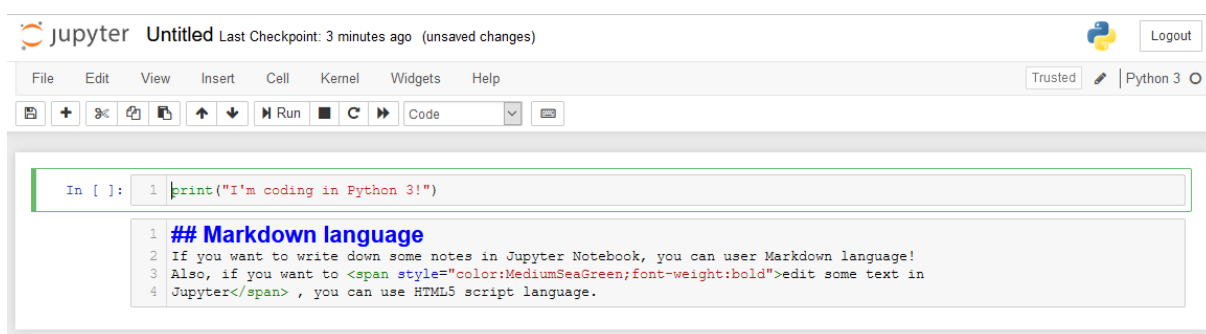 jupyter Untitled Last Checkpoint: 3 minutes ago (unsaved changes) Logout
File Edit View Insert Cell Kernel Widgets Help Trusted Python 3
Run Code
In [ ]: 1 print("I'm coding in Python 3!")
1 ## Markdown language
2 If you want to write down some notes in Jupyter Notebook, you can user Markdown language!
3 Also, if you want to <span style="color:MediumSeaGreen;font-weight:bold">edit some text in
4 Jupyter</span> , you can use HTML5 script language.